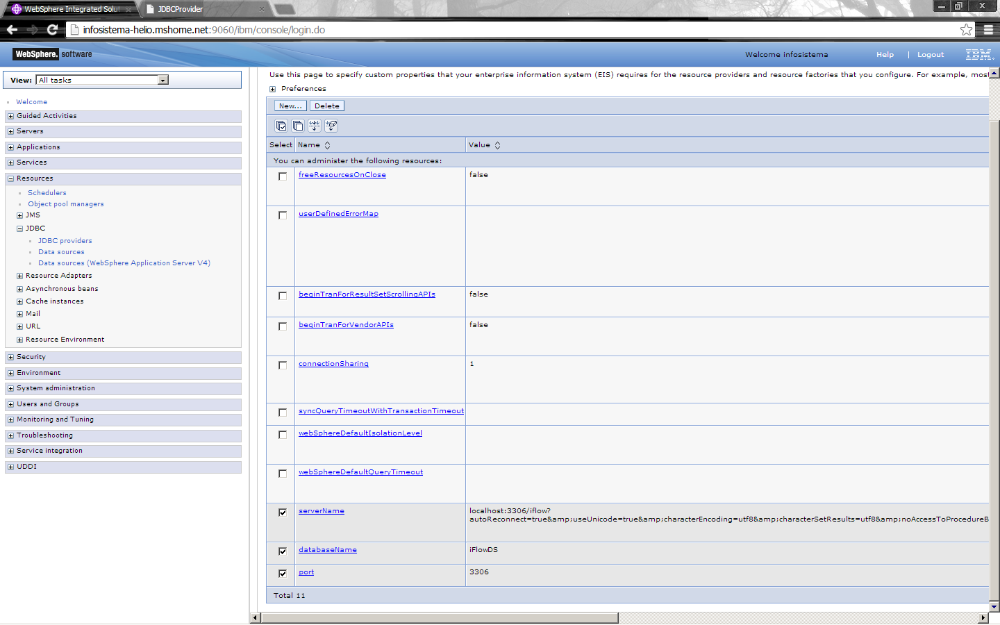 WebSphere Integrated Solut
JDBCProvider
infosistema-helio.mshome.net:9060/ibm/console/login.do
WebSphere. software
Welcome infosistema
Help | Logout
IBM.
View: All tasks
Welcome
Guided Activities
Servers
Applications
Services
Resources
Schedulers
Object pool managers
JMS
JDBC
JDBC providers
Data sources
Data sources (WebSphere Application Server V4)
Resource Adapters
Asynchronous beans
Cache instances
Mail
URL
Resource Environment
Security
Environment
System administration
Users and Groups
Monitoring and Tuning
Troubleshooting
Service integration
UDDI
Use this page to specify custom properties that your enterprise information system (EIS) requires for the resource providers and resource factories that you configure. For example, most
Preferences
New... Delete
Select Name Value
You can administer the following resources:
freeResourcesOnClose false
userDefinedErrorMap
beginTranForResultSetScrollingAPIs false
beginTranForVendorAPIs false
connectionSharing 1
syncQueryTimeoutWithTransactionTimeout
webSphereDefaultIsolationLevel
webSphereDefaultQueryTimeout
serverName localhost:3306/iflow?
autoReconnect=true&amp;useUnicode=true&amp;characterEncoding=utf8&amp;characterSetResults=utf8&amp;noAccessToProcedureB
databaseName iFlowDS
port 3306
Total 11